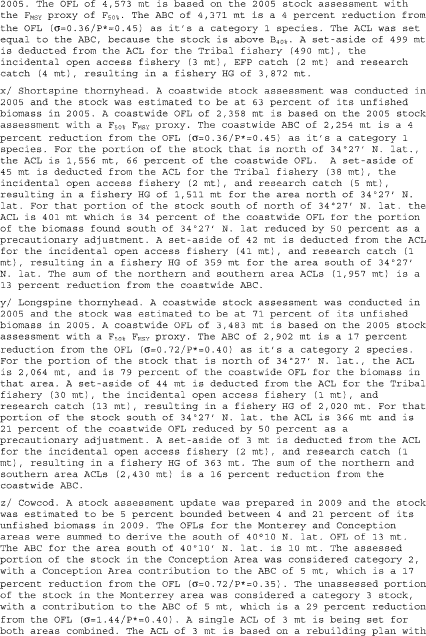 2005. The OFL of 4,573 mt is based on the 2005 stock assessment with
the FMSY proxy of F50%. The ABC of 4,371 mt is a 4 percent reduction from
the OFL (σ=0.36/P*=0.45) as it's a category 1 species. The ACL was set
equal to the ABC, because the stock is above B40%. A set-aside of 499 mt
is deducted from the ACL for the Tribal fishery (490 mt), the
incidental open access fishery (3 mt), EFP catch (2 mt) and research
catch (4 mt), resulting in a fishery HG of 3,872 mt.
x/ Shortspine thornyhead. A coastwide stock assessment was conducted in
2005 and the stock was estimated to be at 63 percent of its unfished
biomass in 2005. A coastwide OFL of 2,358 mt is based on the 2005 stock
assessment with a F50% FMSY proxy. The coastwide ABC of 2,254 mt is a 4
percent reduction from the OFL (σ=0.36/P*=0.45) as it's a category 1
species. For the portion of the stock that is north of 34°27′ N. lat.,
the ACL is 1,556 mt, 66 percent of the coastwide OFL. A set-aside of
45 mt is deducted from the ACL for the Tribal fishery (38 mt), the
incidental open access fishery (2 mt), and research catch (5 mt),
resulting in a fishery HG of 1,511 mt for the area north of 34°27′ N.
lat. For that portion of the stock south of north of 34°27′ N. lat. the
ACL is 401 mt which is 34 percent of the coastwide OFL for the portion
of the biomass found south of 34°27′ N. lat reduced by 50 percent as a
precautionary adjustment. A set-aside of 42 mt is deducted from the ACL
for the incidental open access fishery (41 mt), and research catch (1
mt), resulting in a fishery HG of 359 mt for the area south of 34°27′
N. lat. The sum of the northern and southern area ACLs (1,957 mt) is a
13 percent reduction from the coastwide ABC.
y/ Longspine thornyhead. A coastwide stock assessment was conducted in
2005 and the stock was estimated to be at 71 percent of its unfished
biomass in 2005. A coastwide OFL of 3,483 mt is based on the 2005 stock
assessment with a F50% FMSY proxy. The ABC of 2,902 mt is a 17 percent
reduction from the OFL (σ=0.72/P*=0.40) as it's a category 2 species.
For the portion of the stock that is north of 34°27′ N. lat., the ACL
is 2,064 mt, and is 79 percent of the coastwide OFL for the biomass in
that area. A set-aside of 44 mt is deducted from the ACL for the Tribal
fishery (30 mt), the incidental open access fishery (1 mt), and
research catch (13 mt), resulting in a fishery HG of 2,020 mt. For that
portion of the stock south of 34°27′ N. lat. the ACL is 366 mt and is
21 percent of the coastwide OFL reduced by 50 percent as a
precautionary adjustment. A set-aside of 3 mt is deducted from the ACL
for the incidental open access fishery (2 mt), and research catch (1
mt), resulting in a fishery HG of 363 mt. The sum of the northern and
southern area ACLs (2,430 mt) is a 16 percent reduction from the
coastwide ABC.
z/ Cowcod. A stock assessment update was prepared in 2009 and the stock
was estimated to be 5 percent bounded between 4 and 21 percent of its
unfished biomass in 2009. The OFLs for the Monterey and Conception
areas were summed to derive the south of 40°10 N. lat. OFL of 13 mt.
The ABC for the area south of 40°10′ N. lat. is 10 mt. The assessed
portion of the stock in the Conception Area was considered category 2,
with a Conception Area contribution to the ABC of 5 mt, which is a 17
percent reduction from the OFL (σ=0.72/P*=0.35). The unassessed portion
of the stock in the Monterrey area was considered a category 3 stock,
with a contribution to the ABC of 5 mt, which is a 29 percent reduction
from the OFL (σ=1.44/P*=0.40). A single ACL of 3 mt is being set for
both areas combined. The ACL of 3 mt is based on a rebuilding plan with